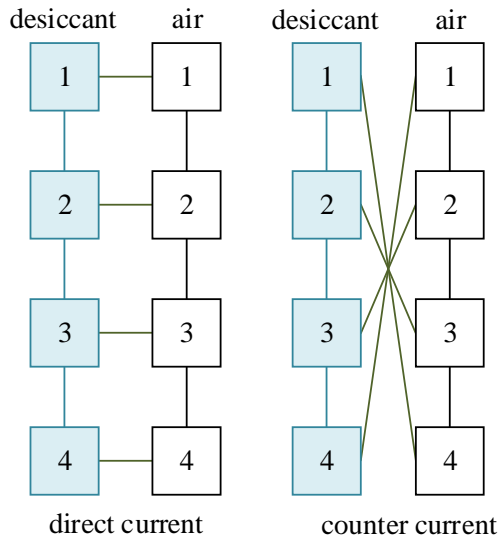 desiccant air desiccant air
1 1 1 1
2 2 2 2
3 3 3 3
4 4 4 4
direct current counter current